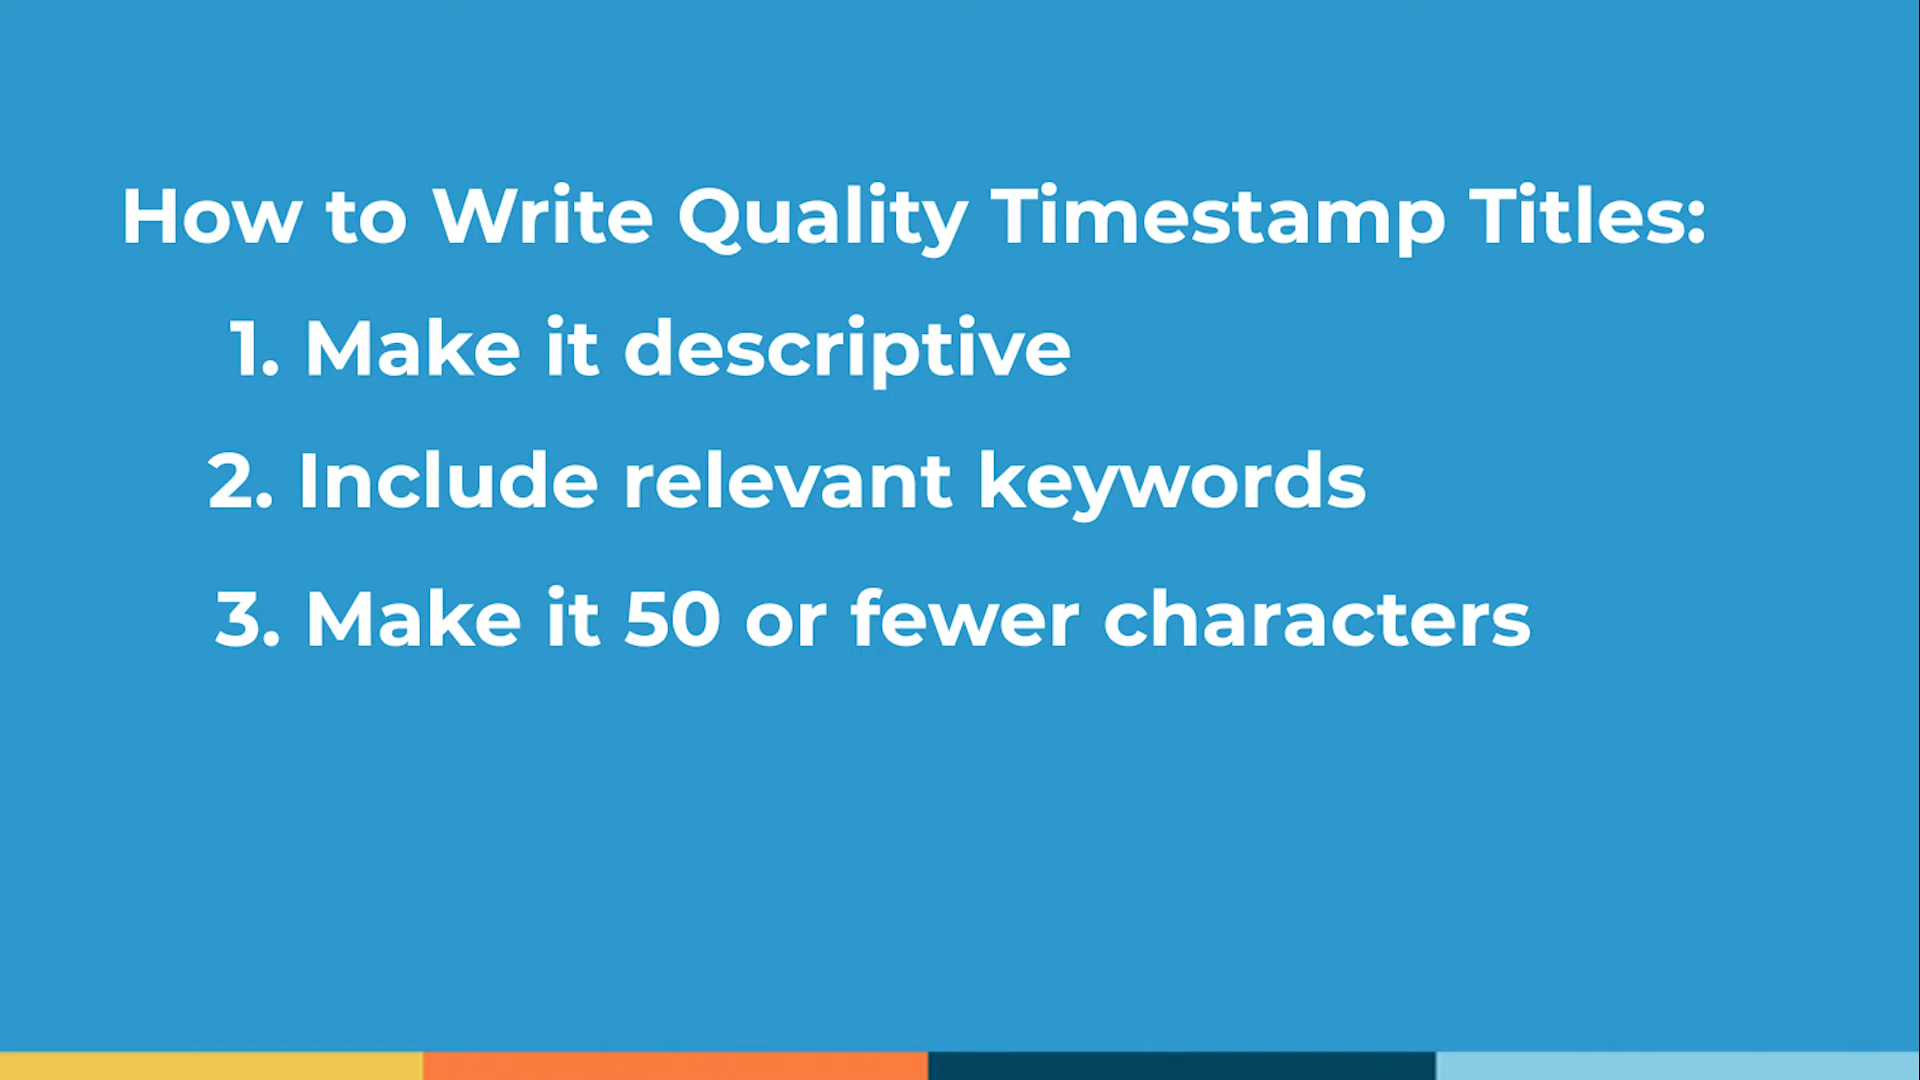 How to Write Quality Timestamp Titles:
1. Make it descriptive
2. Include relevant keywords
3. Make it 50 or fewer characters